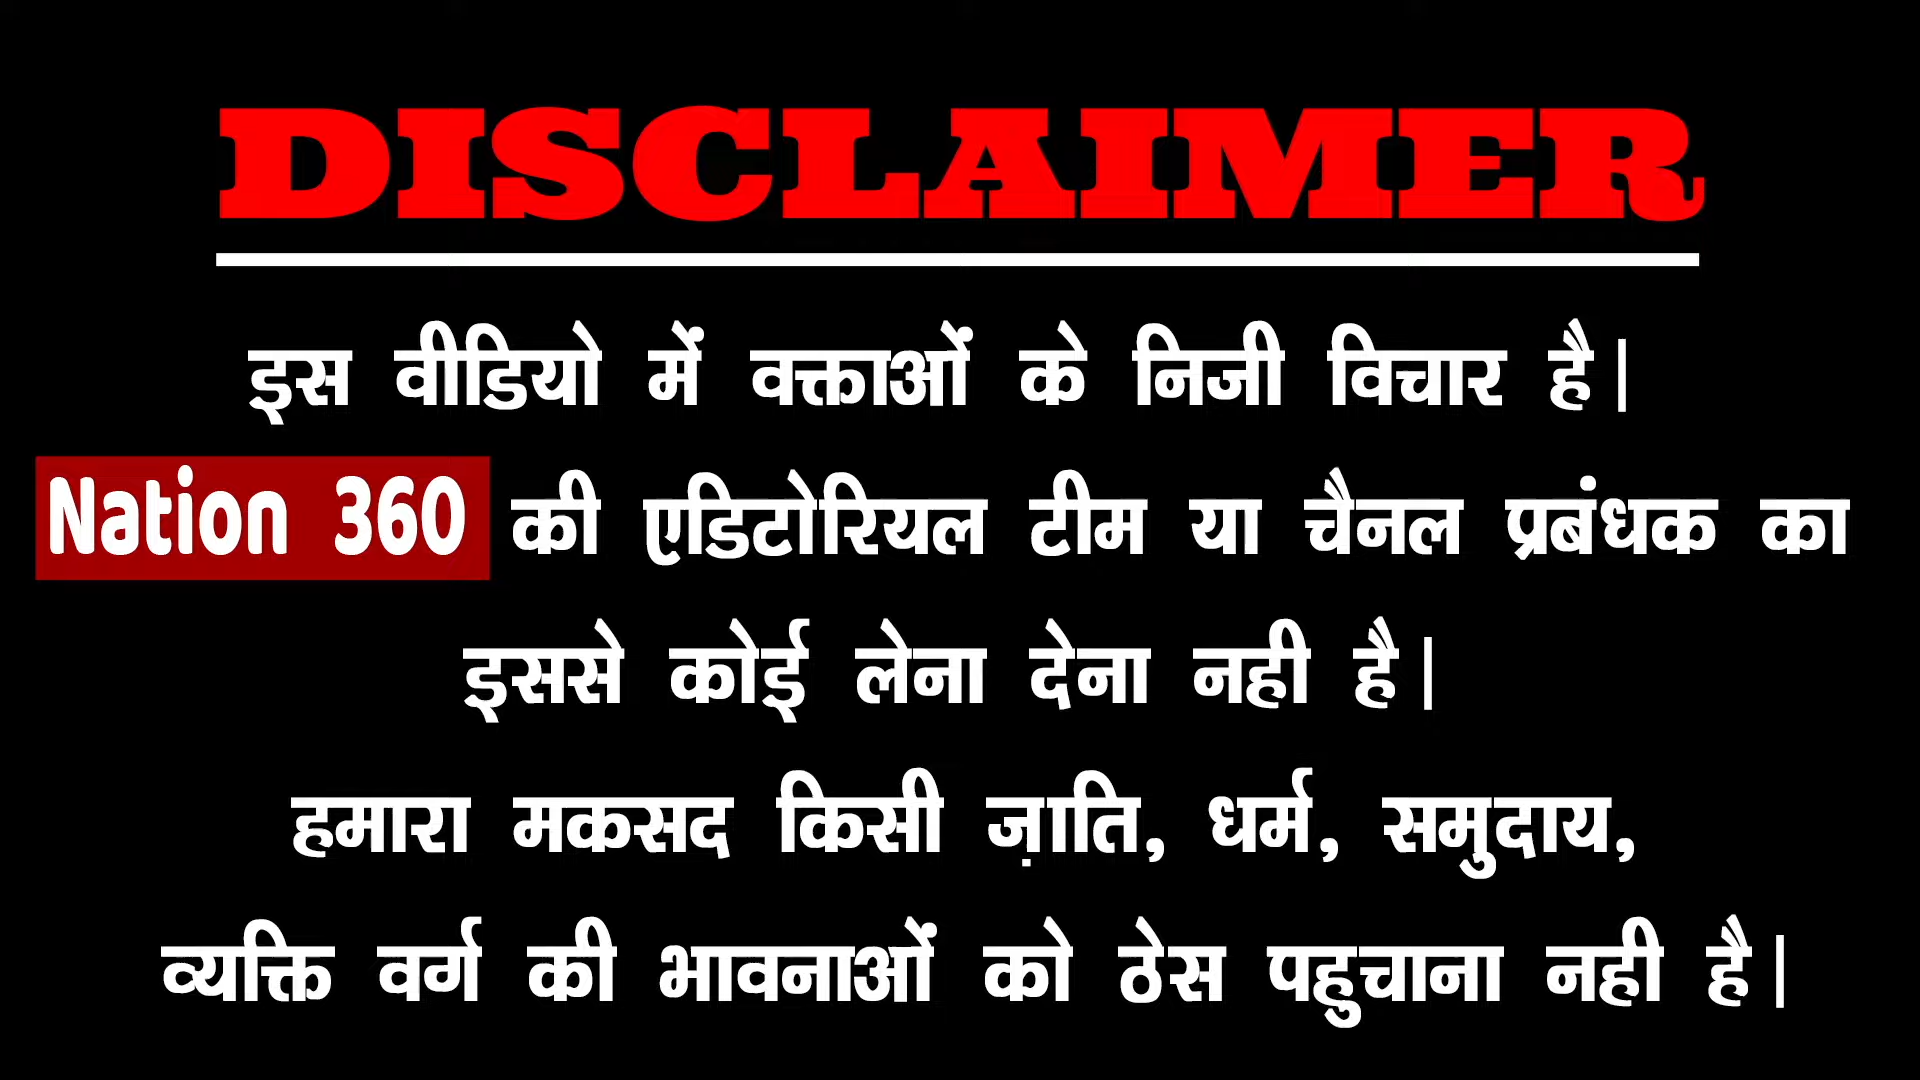 DISCLAIMER
इस वीडियो में वक्ताओं के निजी विचार है|
Nation 360 की एडिटोरियल टीम या चैनल प्रबंधक का
इससे कोई लेना देना नही है|
हमारा मकसद किसी ज़ाति, धर्म, समुदाय,
व्यक्ति वर्ग की भावनाओं को ठेस पहुचाना नही है|